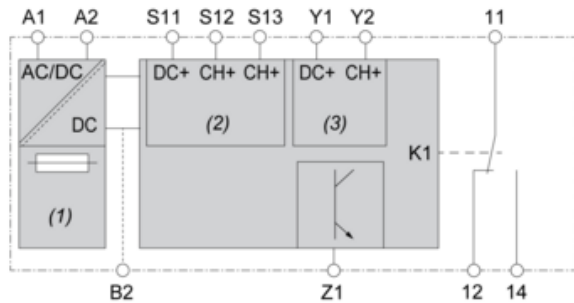 A1 A2 S11 S12 S13 Y1 Y2 11
AC/DC DC+ CH+ CH+ DC+ CH+
DC (2) (3)
K1
(1)
B2 Z1 12 14